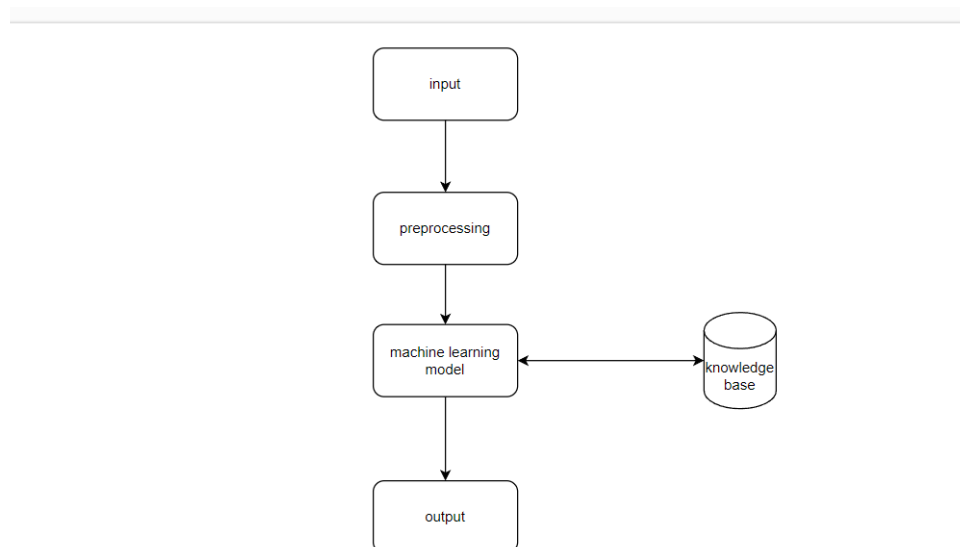 input
preprocessing
machine learning
model
knowledge
base
output